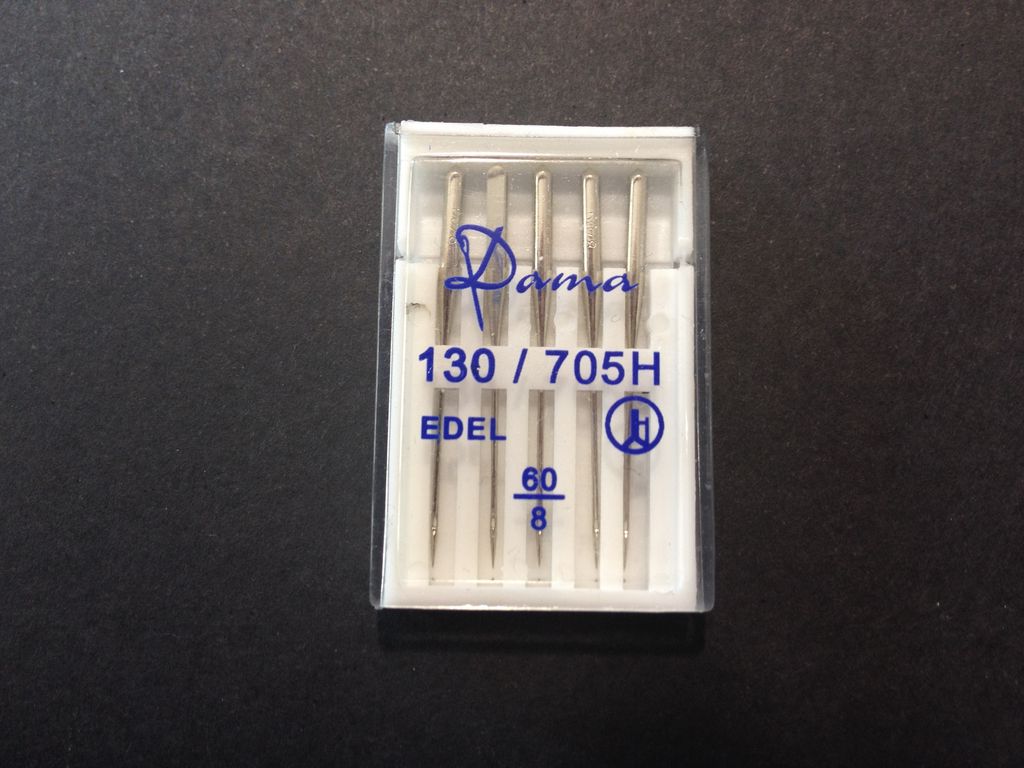 Dama
130 / 705H
EDEL
H
60
8